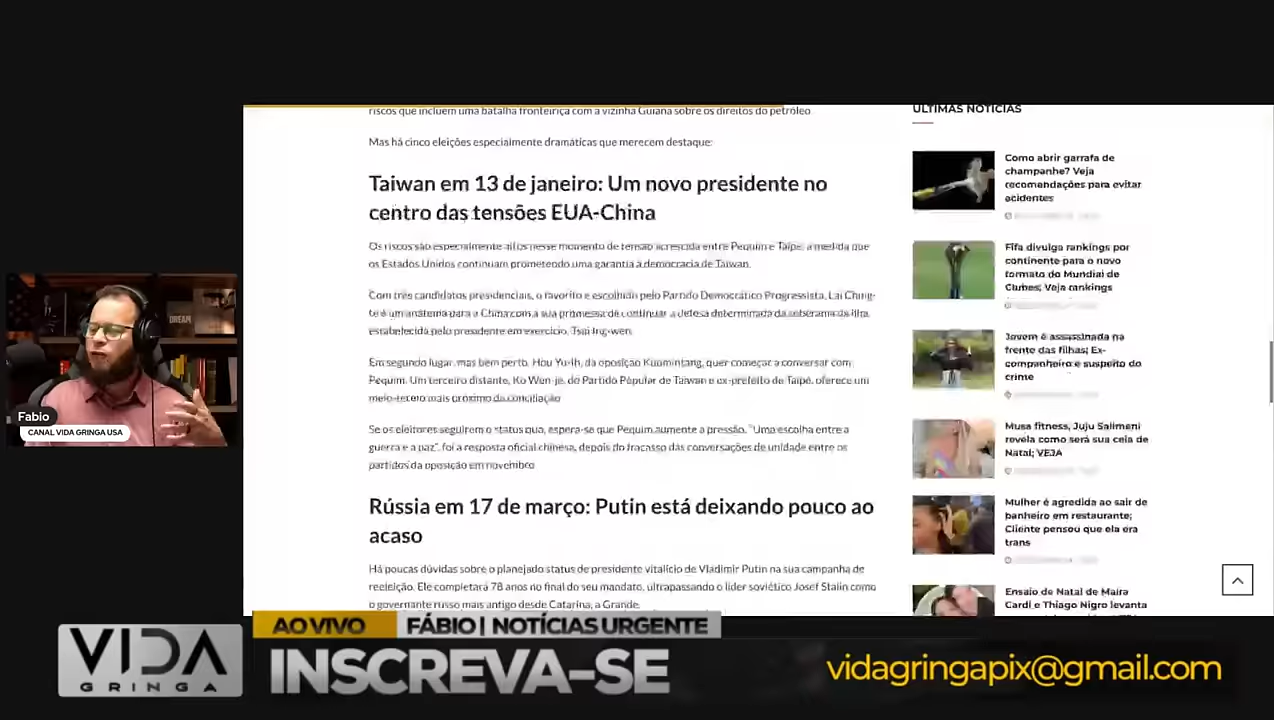 riscos que incluem uma batalha fronteiriça com a vizinha Guiana sobre os direitos do petróleo
Mas há cinco eleições especialmente dramáticas que merecem destaque:
Taiwan em 13 de janeiro: Um novo presidente no
centro das tensões EUA-China
Os riscos são especialmente altos nesse momento de tensão acrescida entre Pequim e Taipé, à medida que
os Estados Unidos continuam prometendo uma garantia à democracia de Taiwan.
Com três candidatos presidenciais, o favorito e escolhido pelo Partido Democrático Progressista, Lai Ching-
te é um anátema para a China com a sua promessa de continuar a defesa determinada da soberania da ilha,
estabelecida pelo presidente em exercício, Tsai Ing-wen.
Em segundo lugar, mas bem perto, Hou Yu-ih, da oposição Kuomintang, quer começar a conversar com
Pequim. Um terceiro distante, Ko Wen-je, do Partido Popular de Taiwan e ex-prefeito de Taipé, oferece um
meio-termo mais próximo da conciliação
Se os eleitores seguirem o status quo, espera-se que Pequim aumente a pressão. "Uma escolha entre a
guerra e a paz", foi a resposta oficial chinesa, depois do fracasso das conversações de unidade entre os
partidos da oposição em novembro
Rússia em 17 de março: Putin está deixando pouco ao
acaso
Há poucas dúvidas sobre o planejado status de presidente vitalício de Vladimir Putin na sua campanha de
reeleição. Ele completará 78 anos no final do seu mandato, ultrapassando o líder soviético Josef Stalin como
o governante russo mais antigo desde Catarina, a Grande.
ÚLTIMAS NOTÍCIAS
Como abrir garrafa de
champanhe? Veja
recomendações para evitar
acidentes
Fifa divulga rankings por
continente para o novo
formato do Mundial de
Clubes; Veja rankings
Jovem é assassinada na
frente das filhas; Ex-
companheiro é suspeito do
crime
Musa fitness, Juju Salimeni
revela como será sua ceia de
Natal; VEJA
Mulher é agredida ao sair de
banheiro em restaurante;
Cliente pensou que ela era
trans
Ensaio de Natal de Maíra
Cardi e Thiago Nigro levanta
DREAM
Fabio
CANAL VIDA GRINGA USA
VIDA
GRINGA
AO VIVO
FÁBIO | NOTÍCIAS URGENTE
INSCREVA-SE
vidagringapix@gmail.com